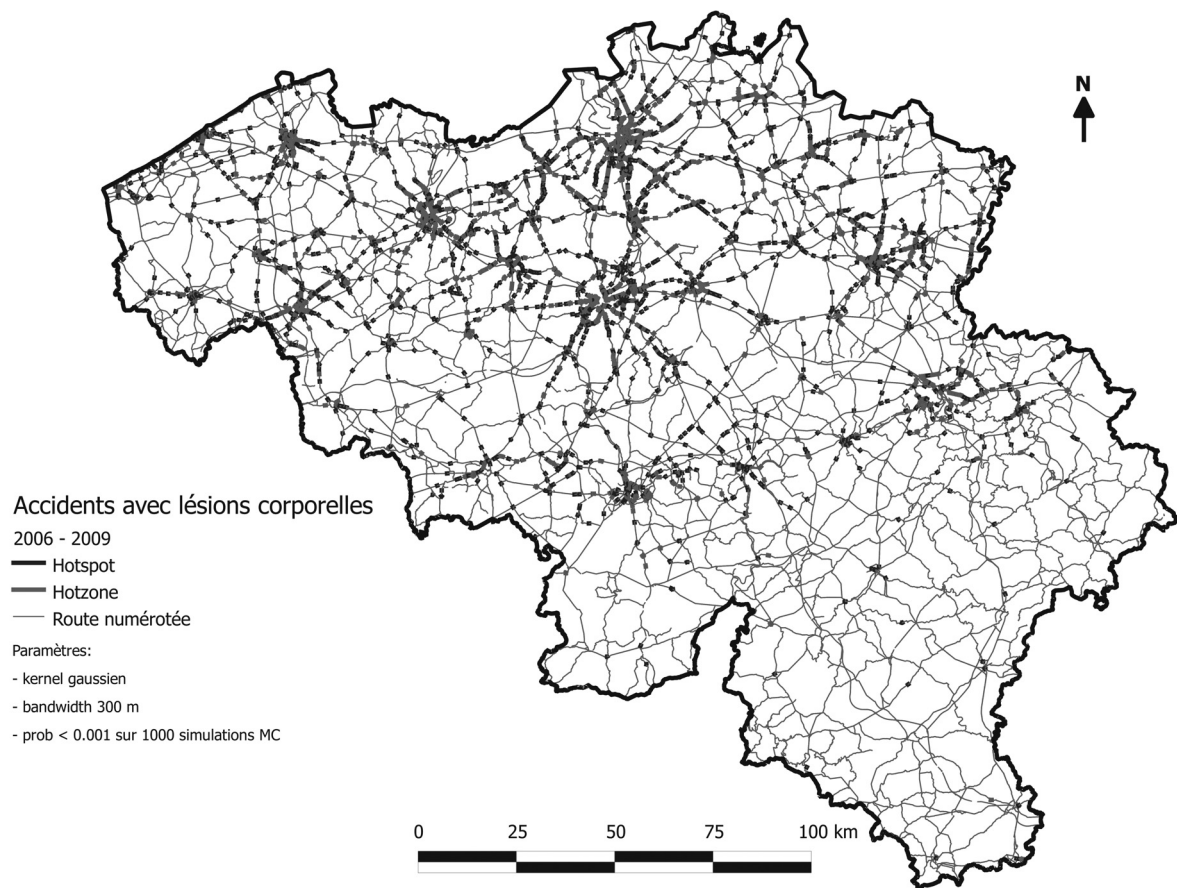 N
Accidents avec lésions corporelles
2006 - 2009
Hotspot
Hotzone
Route numérotée
Paramètres:
- kernel gaussien
- bandwidth 300 m
- prob < 0.001 sur 1000 simulations MC
0 25 50 75 100 km